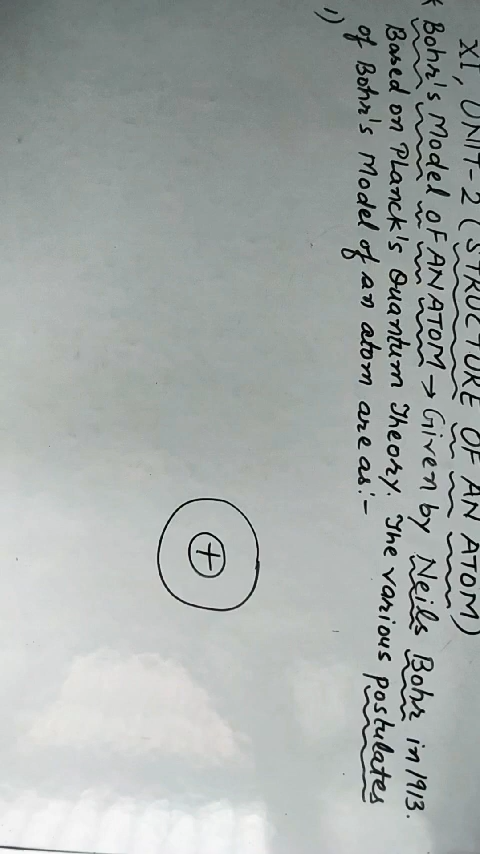 XI, UNIT-2 (STRUCTURE OF AN ATOM)
* Bohr's Model OF AN ATOM → Given by Neils Bohr in 1913.
Based on PLanck's Quantum Theory. The various postulates
of Bohr's Model of an atom are as:-
1)
+